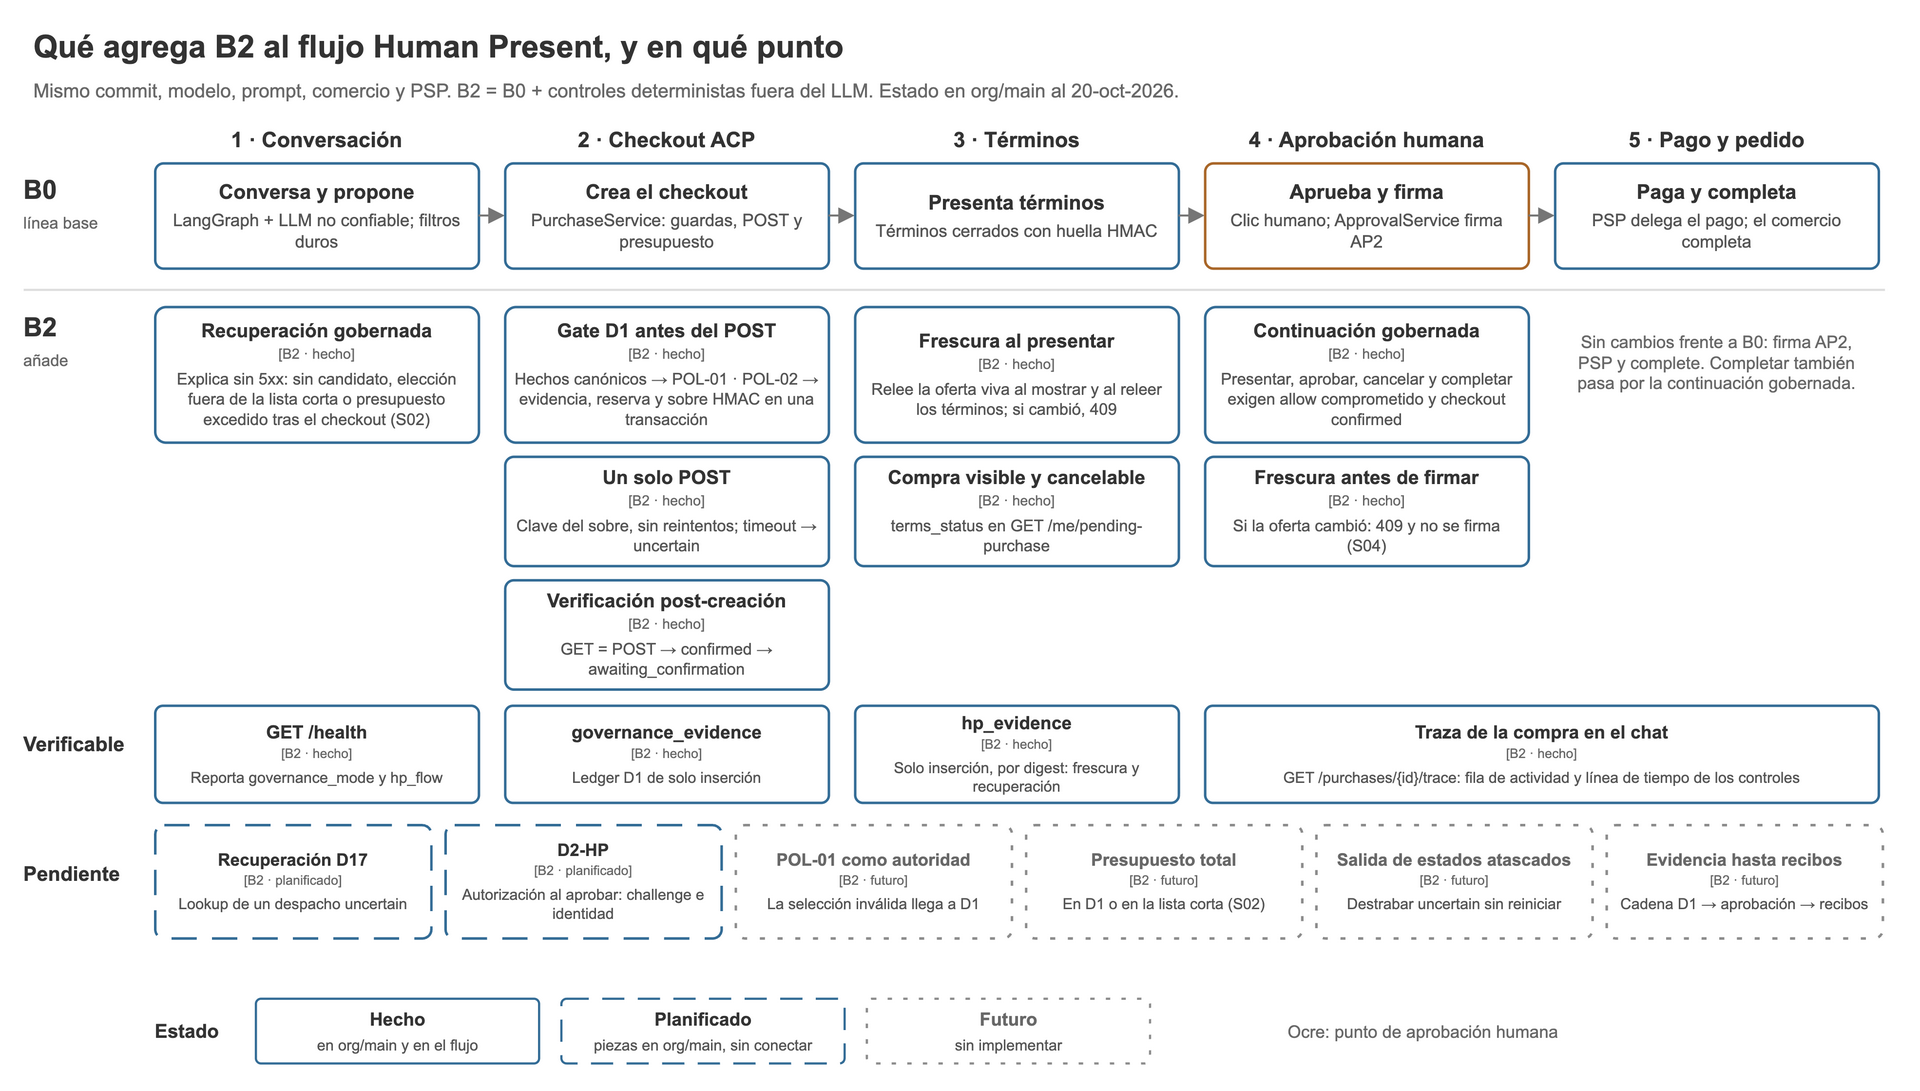 Qué agrega B2 al flujo Human Present, y en qué punto
Mismo commit, modelo, prompt, comercio y PSP. B2 = B0 + controles deterministas fuera del LLM. Estado en org/main al 20-oct-2026.
1 · Conversación
2 · Checkout ACP
3 · Términos
4 · Aprobación humana
5 · Pago y pedido
B0
línea base
Conversa y propone
LangGraph + LLM no confiable; filtros
duros
Crea el checkout
PurchaseService: guardas, POST y
presupuesto
Presenta términos
Términos cerrados con huella HMAC
Aprueba y firma
Clic humano; ApprovalService firma
AP2
Paga y completa
PSP delega el pago; el comercio
completa
B2
añade
Recuperación gobernada
[B2 · hecho]
Explica sin 5xx: sin candidato, elección
fuera de la lista corta o presupuesto
excedido tras el checkout (S02)
Gate D1 antes del POST
[B2 · hecho]
Hechos canónicos → POL-01 · POL-02 →
evidencia, reserva y sobre HMAC en una
transacción
Frescura al presentar
[B2 · hecho]
Relee la oferta viva al mostrar y al releer
los términos; si cambió, 409
Continuación gobernada
[B2 · hecho]
Presentar, aprobar, cancelar y completar
exigen allow comprometido y checkout
confirmed
Sin cambios frente a B0: firma AP2,
PSP y complete. Completar también
pasa por la continuación gobernada.
Un solo POST
[B2 · hecho]
Clave del sobre, sin reintentos; timeout →
uncertain
Compra visible y cancelable
[B2 · hecho]
terms_status en GET /me/pending-
purchase
Frescura antes de firmar
[B2 · hecho]
Si la oferta cambió: 409 y no se firma
(S04)
Verificación post-creación
[B2 · hecho]
GET = POST → confirmed →
awaiting_confirmation
Verificable
GET /health
[B2 · hecho]
Reporta governance_mode y hp_flow
governance_evidence
[B2 · hecho]
Ledger D1 de solo inserción
hp_evidence
[B2 · hecho]
Solo inserción, por digest: frescura y
recuperación
Traza de la compra en el chat
[B2 · hecho]
GET /purchases/{id}/trace: fila de actividad y línea de tiempo de los controles
Pendiente
Recuperación D17
[B2 · planificado]
Lookup de un despacho uncertain
D2-HP
[B2 · planificado]
Autorización al aprobar: challenge e
identidad
POL-01 como autoridad
[B2 · futuro]
La selección inválida llega a D1
Presupuesto total
[B2 · futuro]
En D1 o en la lista corta (S02)
Salida de estados atascados
[B2 · futuro]
Destrabar uncertain sin reiniciar
Evidencia hasta recibos
[B2 · futuro]
Cadena D1 → aprobación → recibos
Estado
Hecho
en org/main y en el flujo
Planificado
piezas en org/main, sin conectar
Futuro
sin implementar
Ocre: punto de aprobación humana